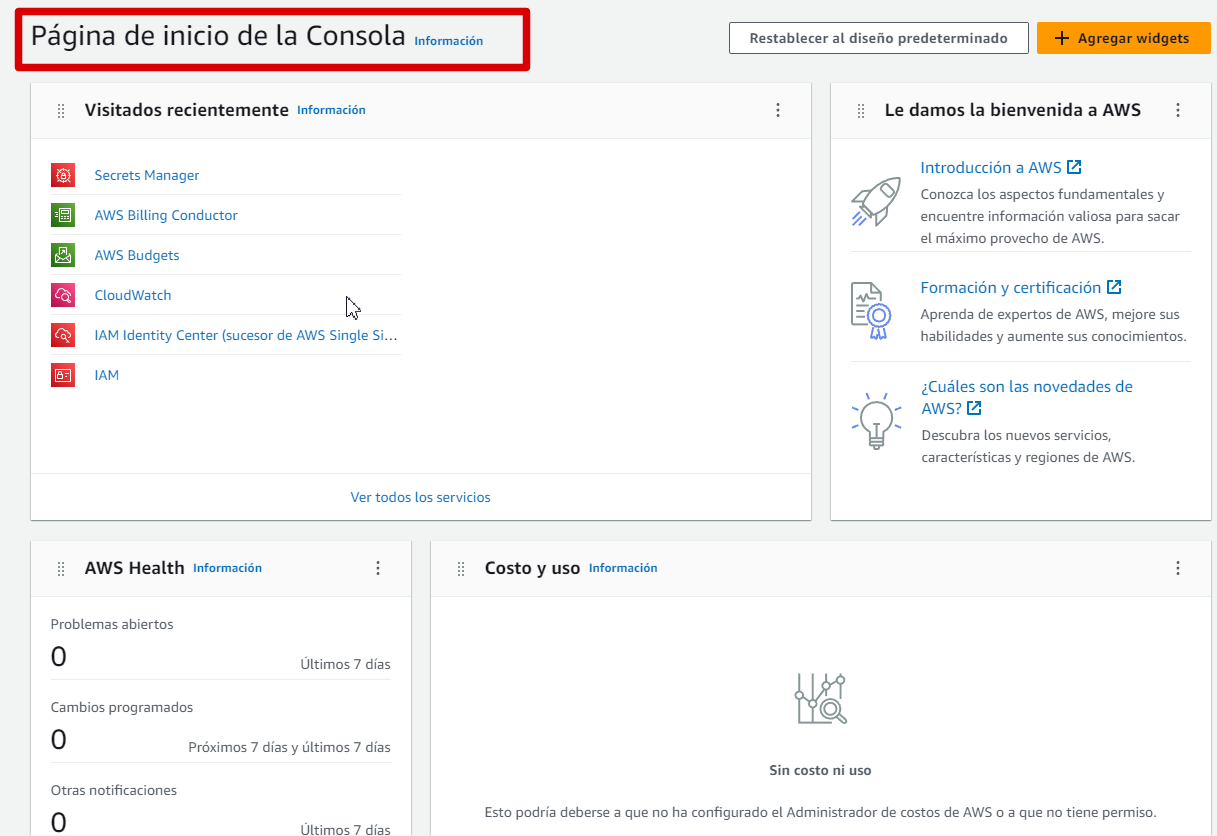 Página de inicio de la Consola Información
Restablecer al diseño predeterminado
Agregar widgets
Visitados recientemente Información
Secrets Manager
AWS Billing Conductor
AWS Budgets
CloudWatch
IAM Identity Center (sucesor de AWS Single Si...
IAM
Ver todos los servicios
Le damos la bienvenida a AWS
Introducción a AWS
Conozca los aspectos fundamentales y
encuentre información valiosa para sacar
el máximo provecho de AWS.
Formación y certificación
Aprenda de expertos de AWS, mejore sus
habilidades y aumente sus conocimientos.
¿Cuáles son las novedades de
AWS?
Descubra los nuevos servicios,
características y regiones de AWS.
AWS Health Información
Problemas abiertos
0
Últimos 7 días
Cambios programados
0
Próximos 7 días y últimos 7 días
Otras notificaciones
0
Últimos 7 días
Costo y uso Información
Sin costo ni uso
Esto podría deberse a que no ha configurado el Administrador de costos de AWS o a que no tiene permiso.